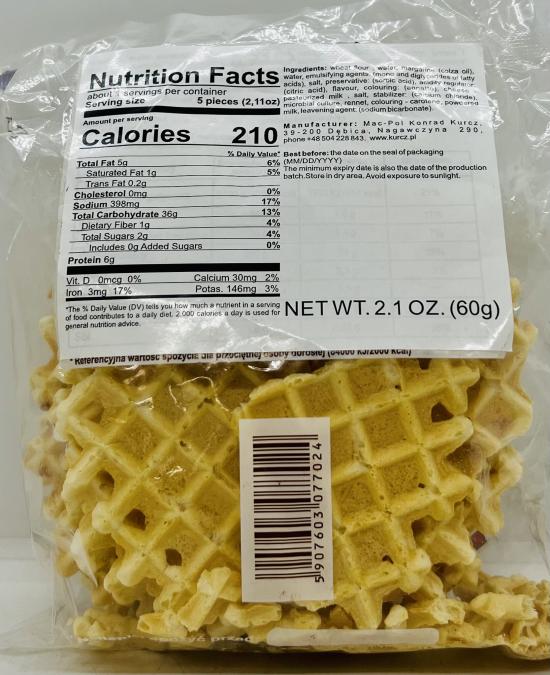 Nutrition Facts
about 1 servings per container
Serving size 5 pieces (2,11oz)
Amount per serving
Calories 210
% Daily Value*
Total Fat 5g 6%
Saturated Fat 1g 5%
Trans Fat 0.2g
Cholesterol 0mg 0%
Sodium 398mg 17%
Total Carbohydrate 36g 13%
Dietary Fiber 1g 4%
Total Sugars 2g 4%
Includes 0g Added Sugars 0%
Protein 6g
Vit. D 0mcg 0% Calcium 30mg 2%
Iron 3mg 17% Potas. 146mg 3%
*The % Daily Value (DV) tells you how much a nutrient in a serving
of food contributes to a daily diet. 2,000 calories a day is used for
general nutrition advice.
Ingredients: wheat flour, water, margarine (colza oil),
water, emulsifying agents, (mono and diglycerides of fatty
acids), salt, preservative: (sorbic acid), acidity regulator:
(citric acid), flavour, colouring: (annatto), cheese
pasteurized milk, salt, stabilizer: (calcium chloride),
microbial culture, rennet, colouring - carotene, powdered
milk, leavening agent, (sodium bicarbonate).
Manufacturer: Mac-Pol Konrad Kurcz,
39-200 Dębica, Nagawczyna 290,
phone +48 504 228 843, www.kurcz.pl
Best before: the date on the seal of packaging
(MM/DD/YYYY)
The minimum expiry date is also the date of the production
batch.Store in dry area. Avoid exposure to sunlight.
NET WT. 2.1 OZ. (60g)
* Referencyjna wartość spożycia dla przeciętnej osoby dorosłej (8400 kJ/2000 kcal)
5907603077024